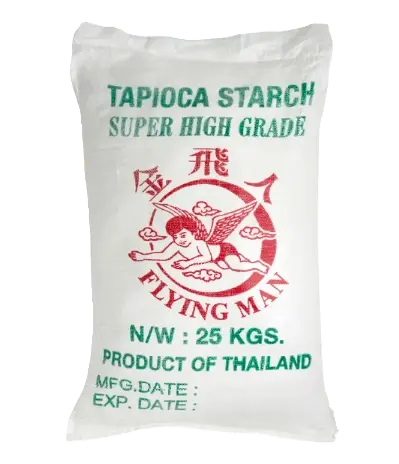 TAPIOCA STARCH
SUPER HIGH GRADE
金飛人
FLYING MAN
N/W : 25 KGS.
PRODUCT OF THAILAND
MFG.DATE :
EXP. DATE :